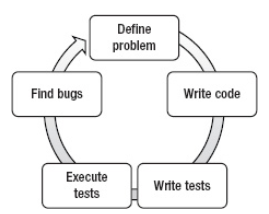 Define
problem
Write code
Write tests
Execute
tests
Find bugs